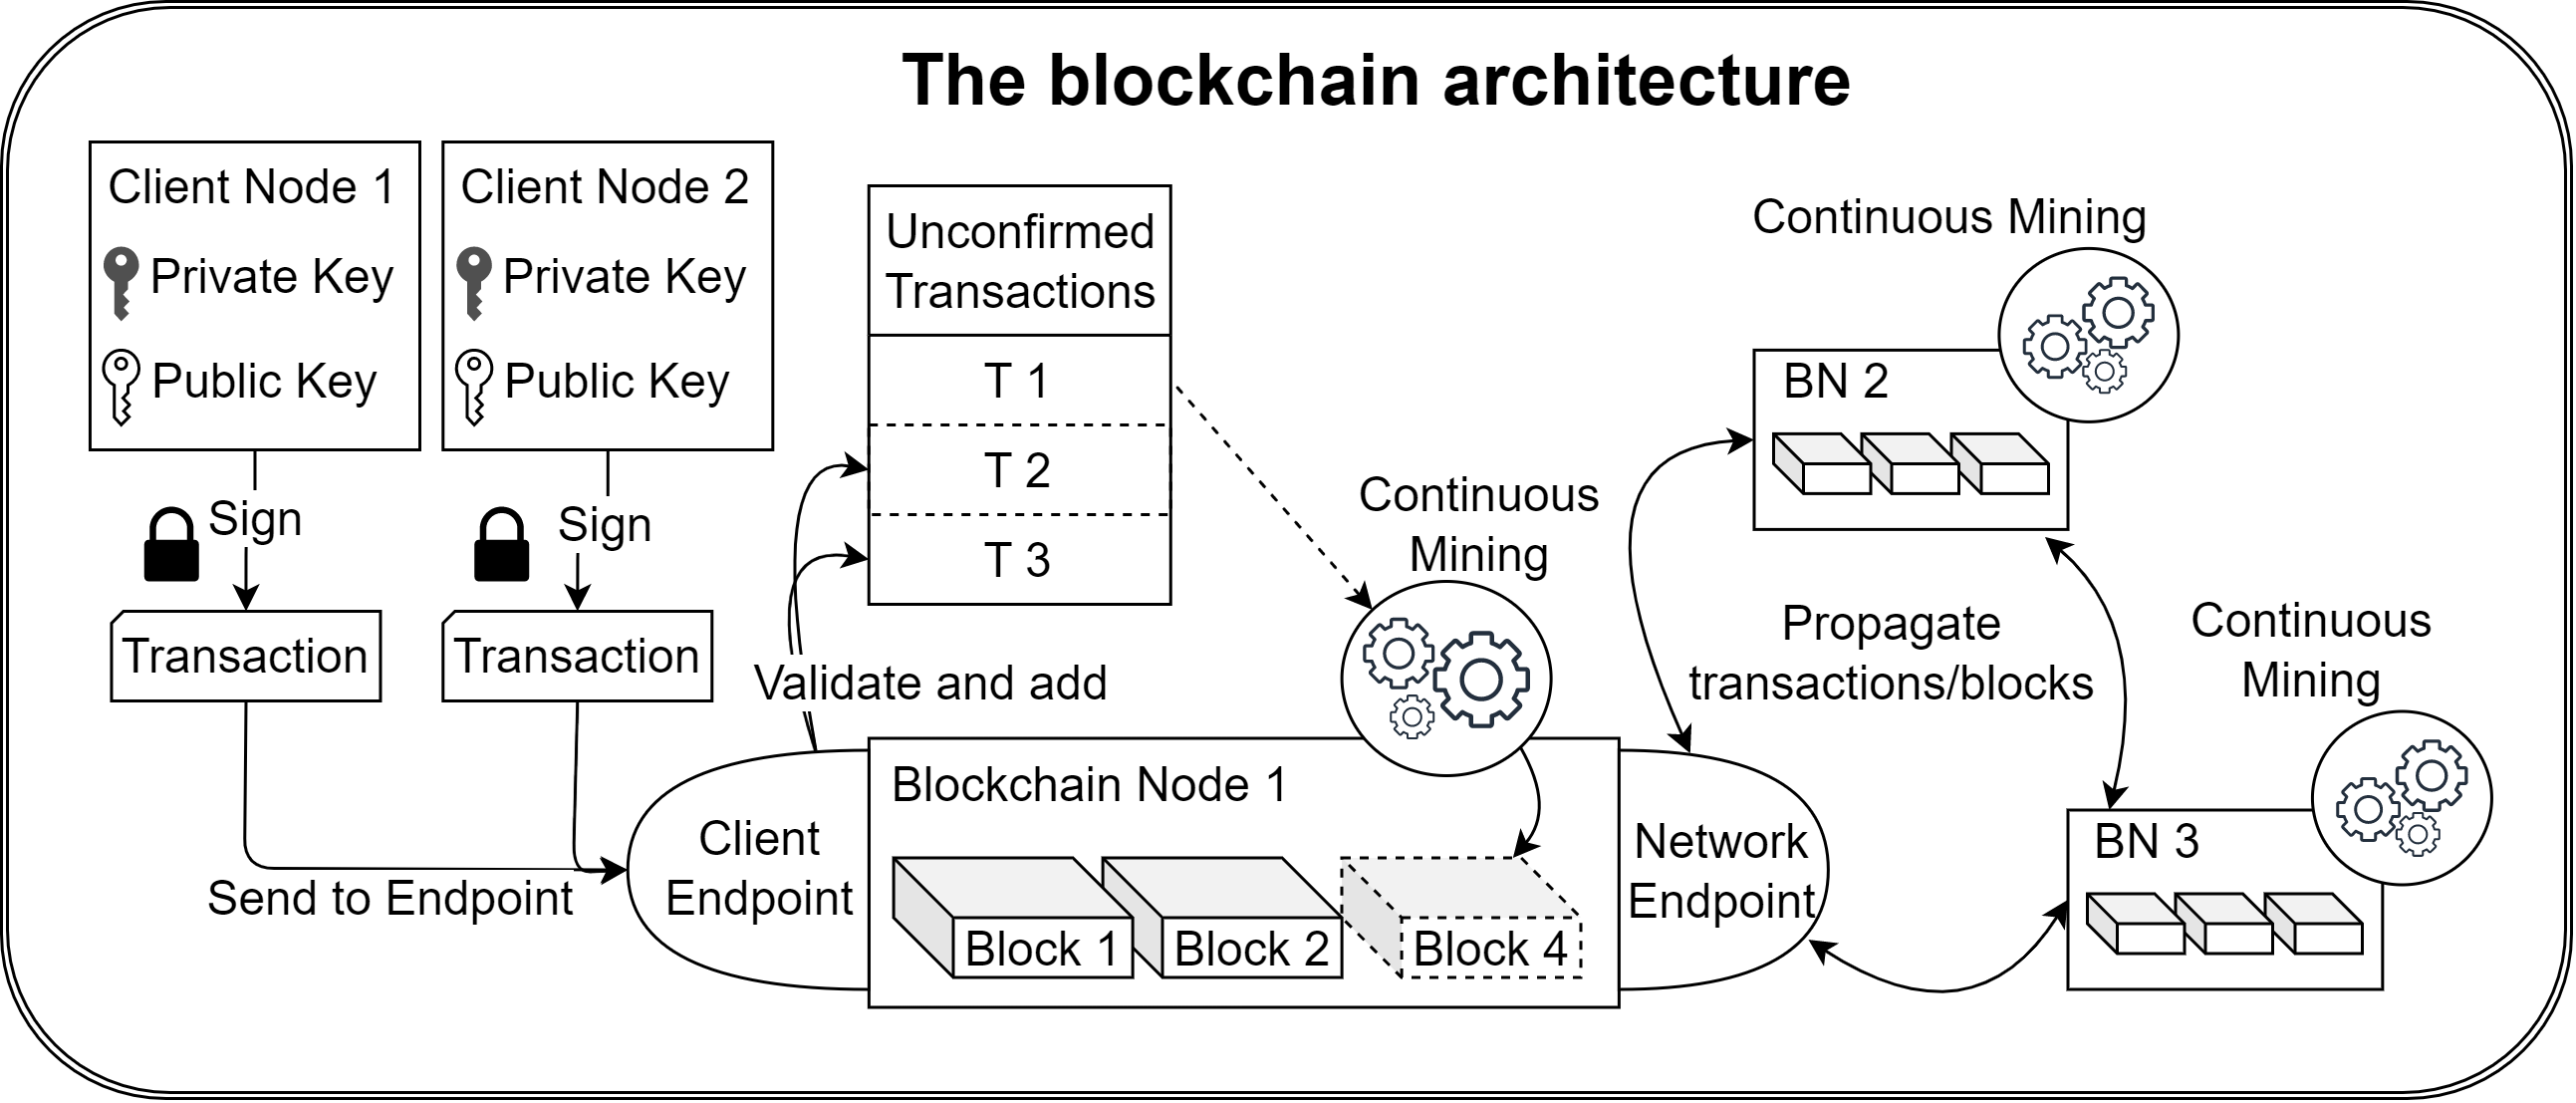 The blockchain architecture
Client Node 1
Private Key
Public Key
Sign
Transaction
Client Node 2
Private Key
Public Key
Sign
Transaction
Send to Endpoint
Unconfirmed
Transactions
T 1
T 2
T 3
Validate and add
Client
Endpoint
Continuous
Mining
Blockchain Node 1
Block 1
Block 2
Block 4
Network
Endpoint
Continuous Mining
BN 2
Propagate
transactions/blocks
Continuous
Mining
BN 3